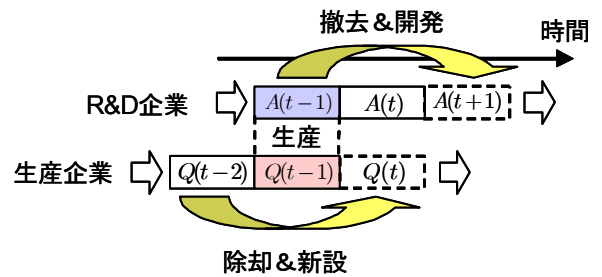 撤去&開発
時間
R&D企業 A(t−1) A(t) A(t+1)
生産
生産企業 Q(t−2) Q(t−1) Q(t)
除却&新設